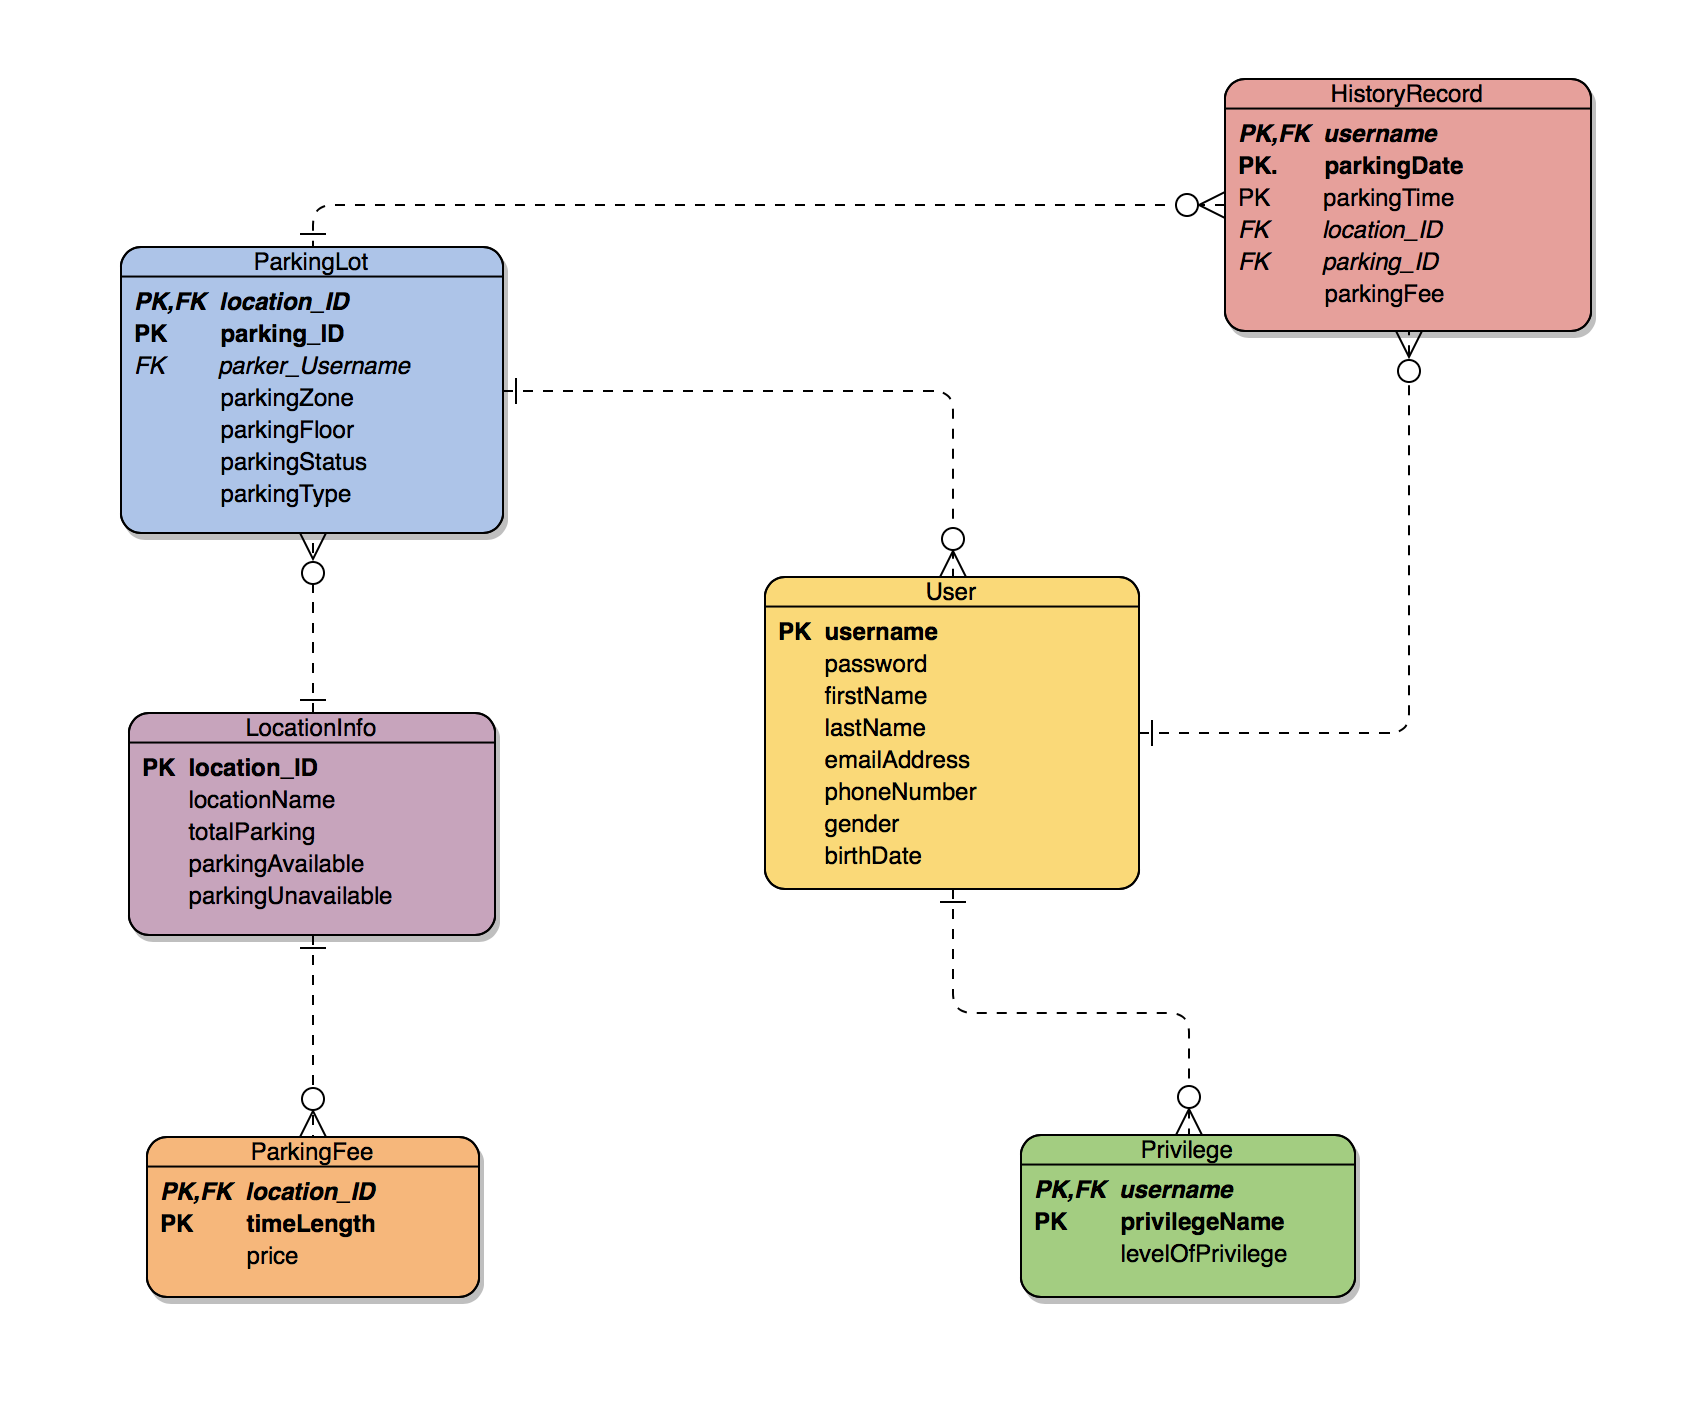 HistoryRecord
PK,FK username
PK. parkingDate
PK parkingTime
FK location_ID
FK parking_ID
parkingFee
ParkingLot
PK,FK location_ID
PK parking_ID
FK parker_Username
parkingZone
parkingFloor
parkingStatus
parkingType
User
PK username
password
firstName
lastName
emailAddress
phoneNumber
gender
birthDate
LocationInfo
PK location_ID
locationName
totalParking
parkingAvailable
parkingUnavailable
ParkingFee
PK,FK location_ID
PK timeLength
price
Privilege
PK,FK username
PK privilegeName
levelOfPrivilege